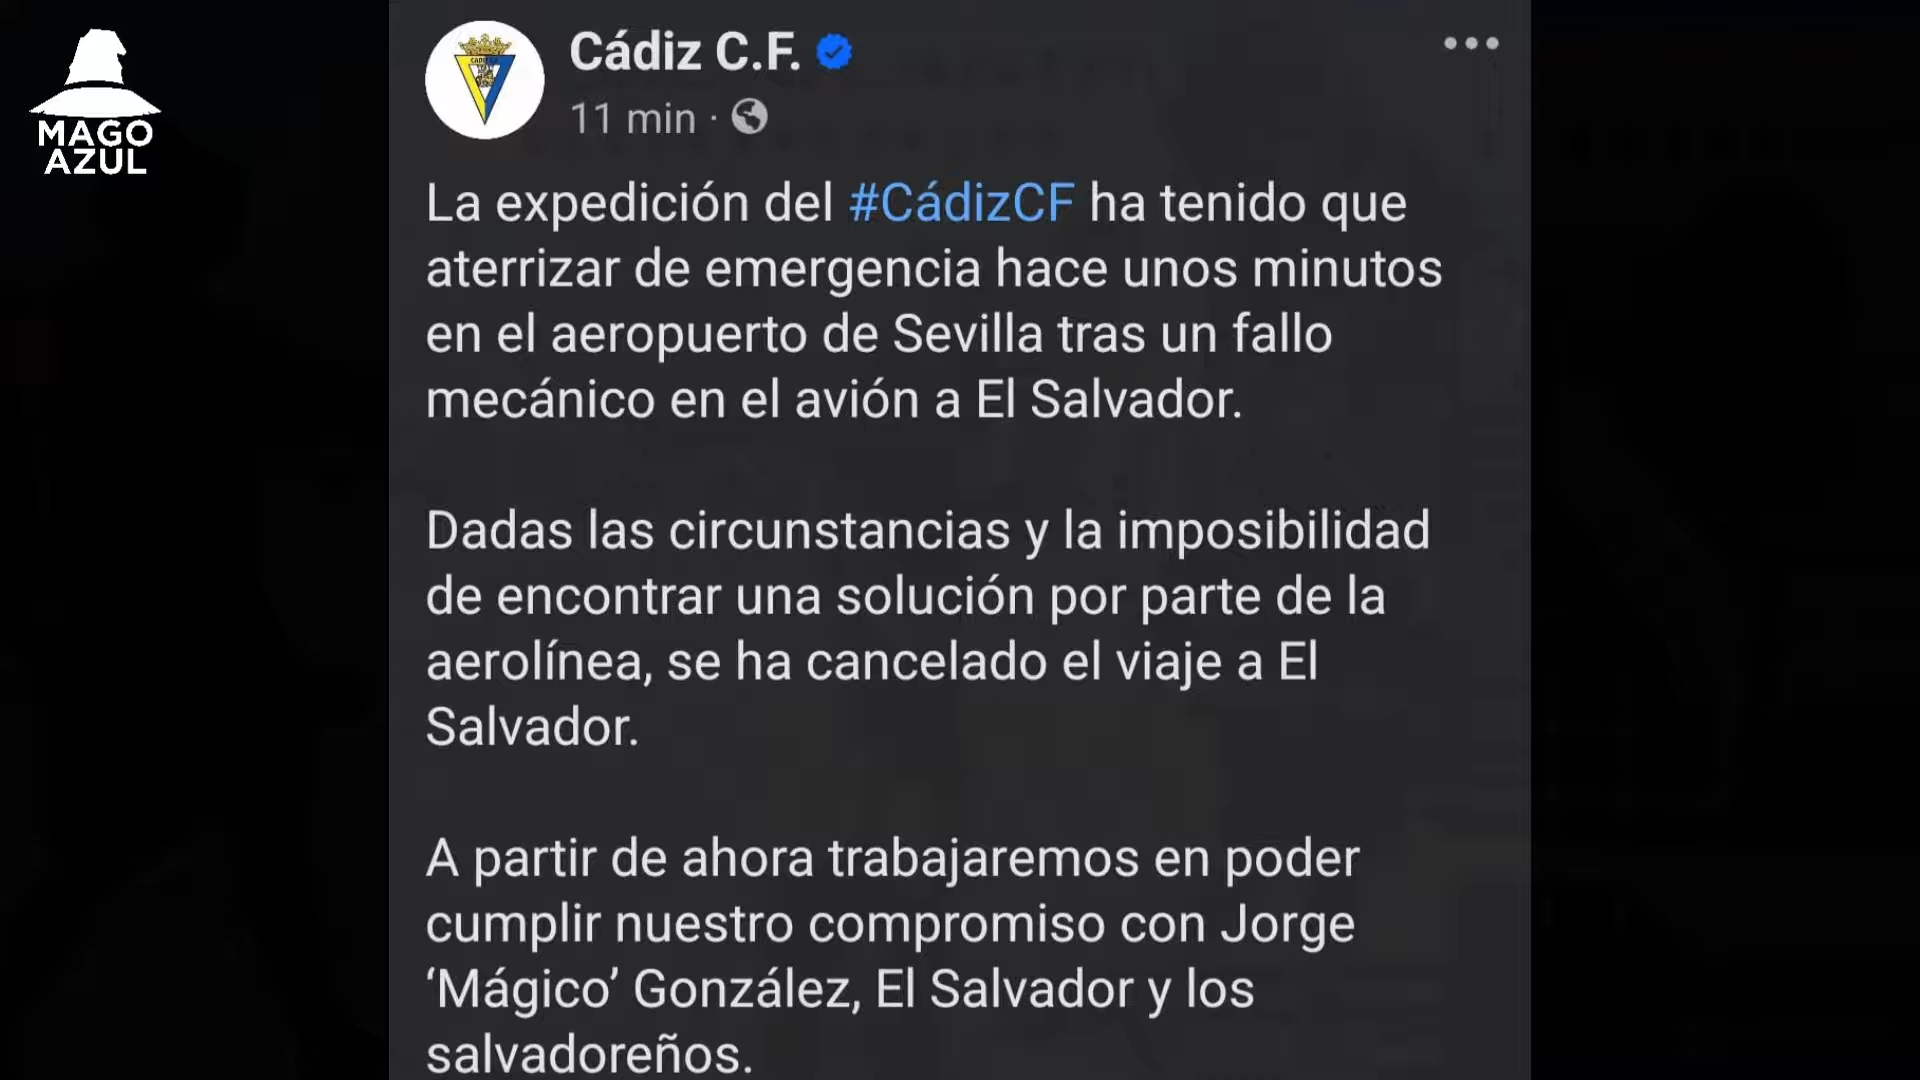 MAGO
AZUL
Cádiz C.F.
11 min ·
La expedición del #CádizCF ha tenido que
aterrizar de emergencia hace unos minutos
en el aeropuerto de Sevilla tras un fallo
mecánico en el avión a El Salvador.
Dadas las circunstancias y la imposibilidad
de encontrar una solución por parte de la
aerolínea, se ha cancelado el viaje a El
Salvador.
A partir de ahora trabajaremos en poder
cumplir nuestro compromiso con Jorge
‘Mágico’ González, El Salvador y los
salvadoreños.